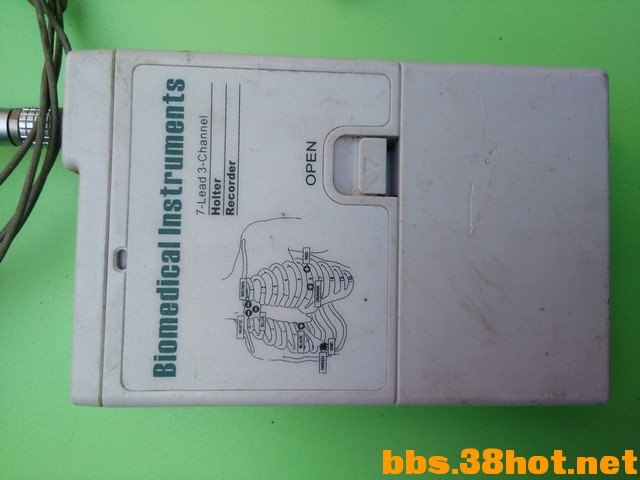 Biomedical Instruments
7-Lead 3-Channel
Holter
Recorder
OPEN
bbs.38hot.net